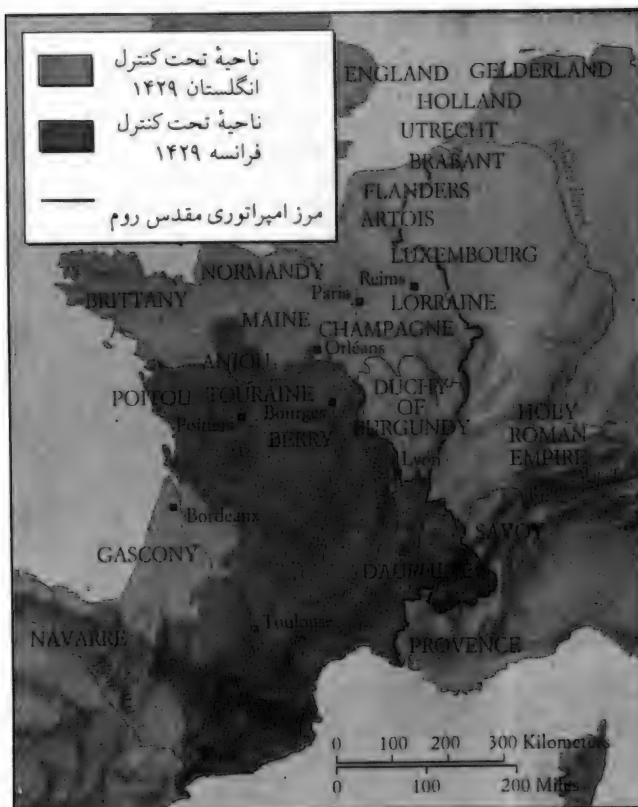 ناحیهٔ تحت کنترل
انگلستان ۱۴۲۹
ناحیهٔ تحت کنترل
فرانسه ۱۴۲۹
مرز امپراتوری مقدس روم
ENGLAND
GELDERLAND
HOLLAND
UTRECHT
BRABANT
FLANDERS
ARTOIS
LUXEMBOURG
NORMANDY
Reims
BRITTANY
Paris
LORRAINE
MAINE
CHAMPAGNE
Orléans
ANJOU
POITOU
TOURAINE
DUCHY
OF
BURGUNDY
Bourges
Poitiers
BERRY
HOLY
ROMAN
EMPIRE
Lyon
Bordeaux
SAVOY
GASCONY
Toulouse
NAVARRE
PROVENCE
0 100 200 300 Kilometers
0 100 200 Miles